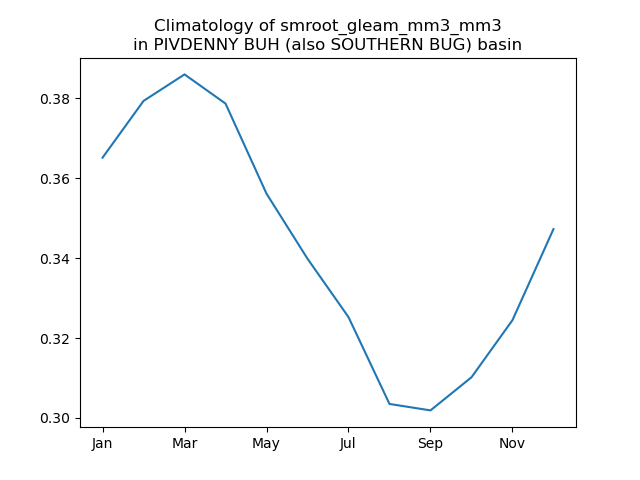 Climatology of smroot_gleam_mm3_mm3
in PIVDENNY BUH (also SOUTHERN BUG) basin
0.38
0.36
0.34
0.32
0.30
Jan Mar May Jul Sep Nov